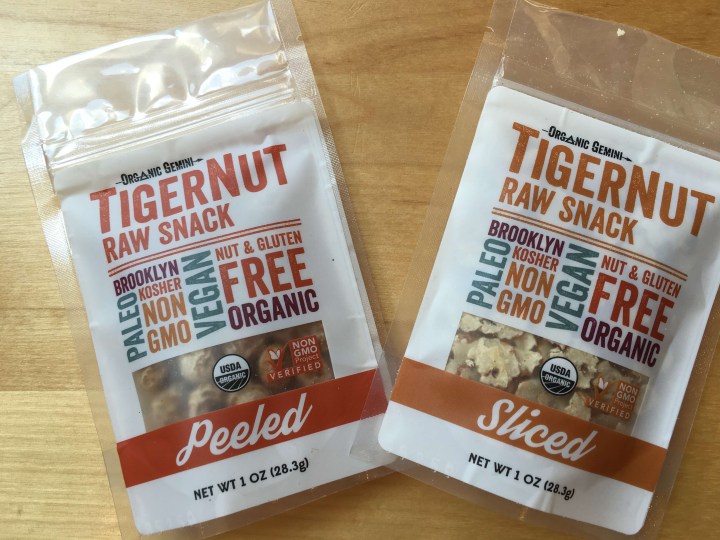 ORGANIC GEMINI
TIGERNUT
RAW SNACK
PALEO
BROOKLYN
KOSHER
NON
GMO
VEGAN
NUT & GLUTEN
FREE
ORGANIC
USDA
ORGANIC
NON
GMO
Project
VERIFIED
Peeled
NET WT 1 OZ (28.3g)
ORGANIC GEMINI
TIGERNUT
RAW SNACK
PALEO
BROOKLYN
KOSHER
NON
GMO
VEGAN
NUT & GLUTEN
FREE
ORGANIC
USDA
ORGANIC
NON
GMO
Project
VERIFIED
Sliced
NET WT 1 OZ (28.3g)